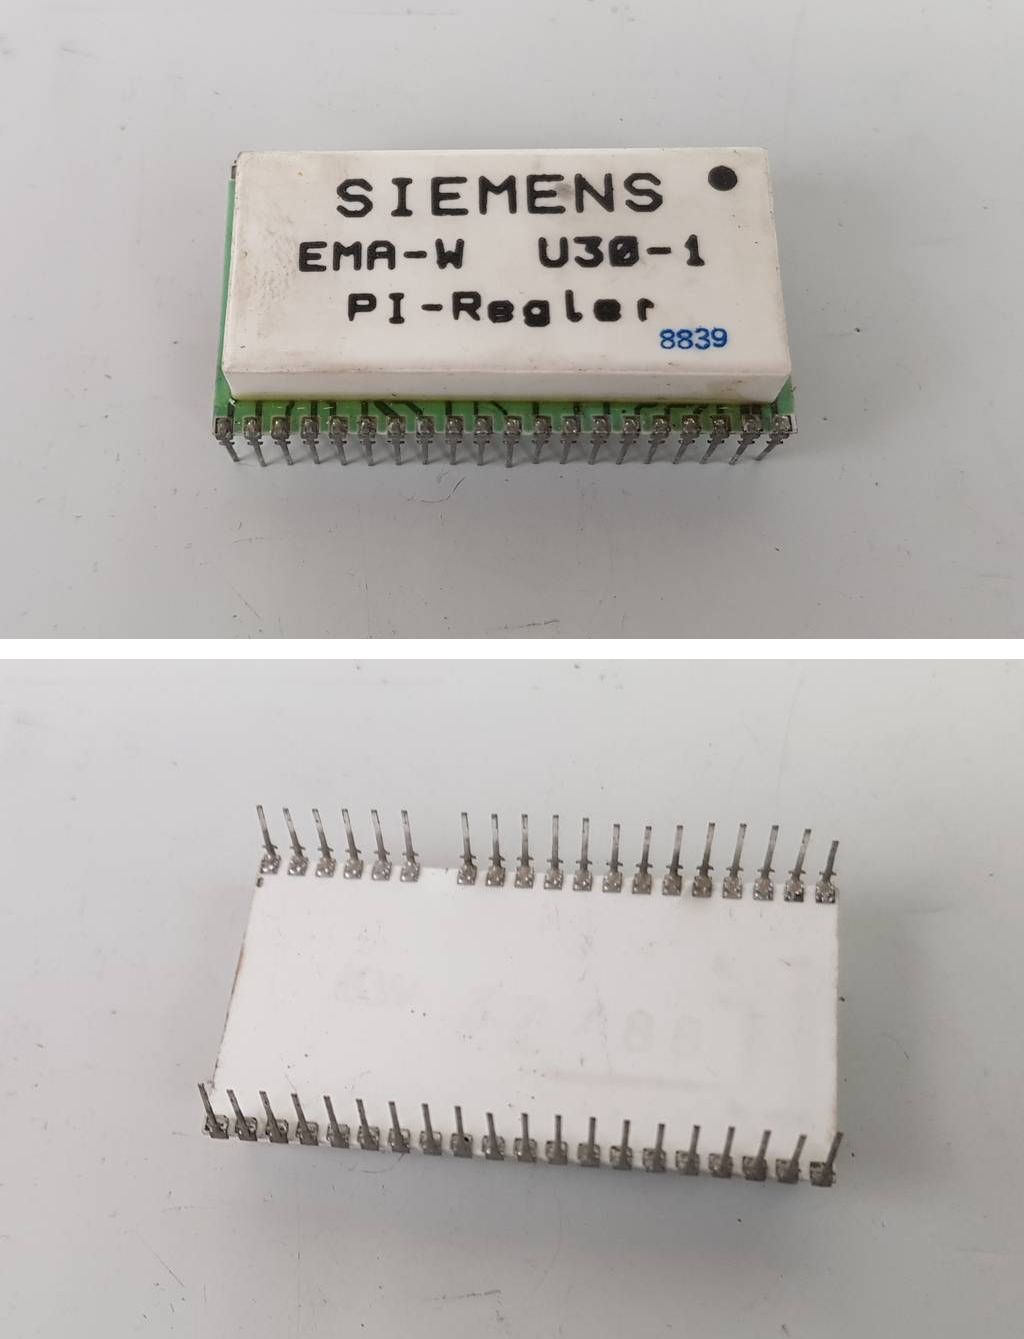 SIEMENS
EMA-W U30-1
PI-Regler
8839